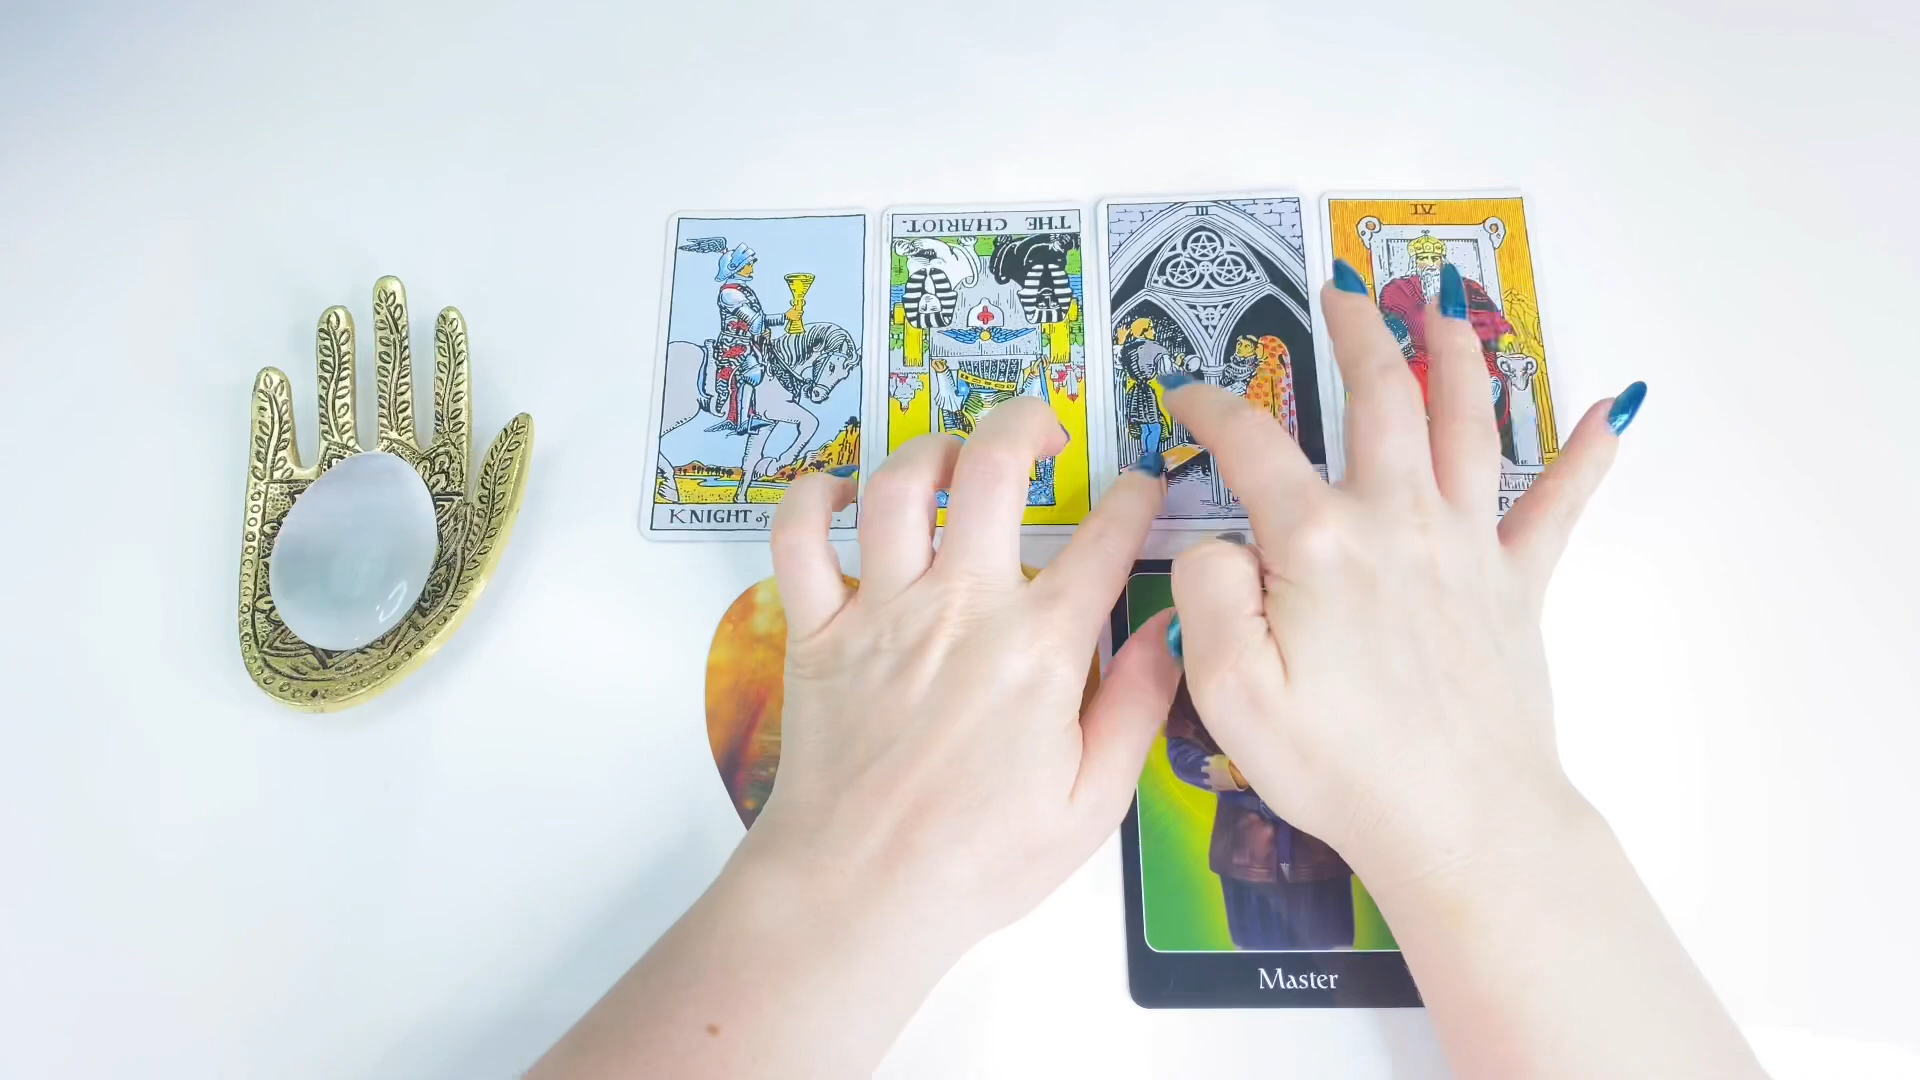 KNIGHT of
THE CHARIOT.
III
IV
Master